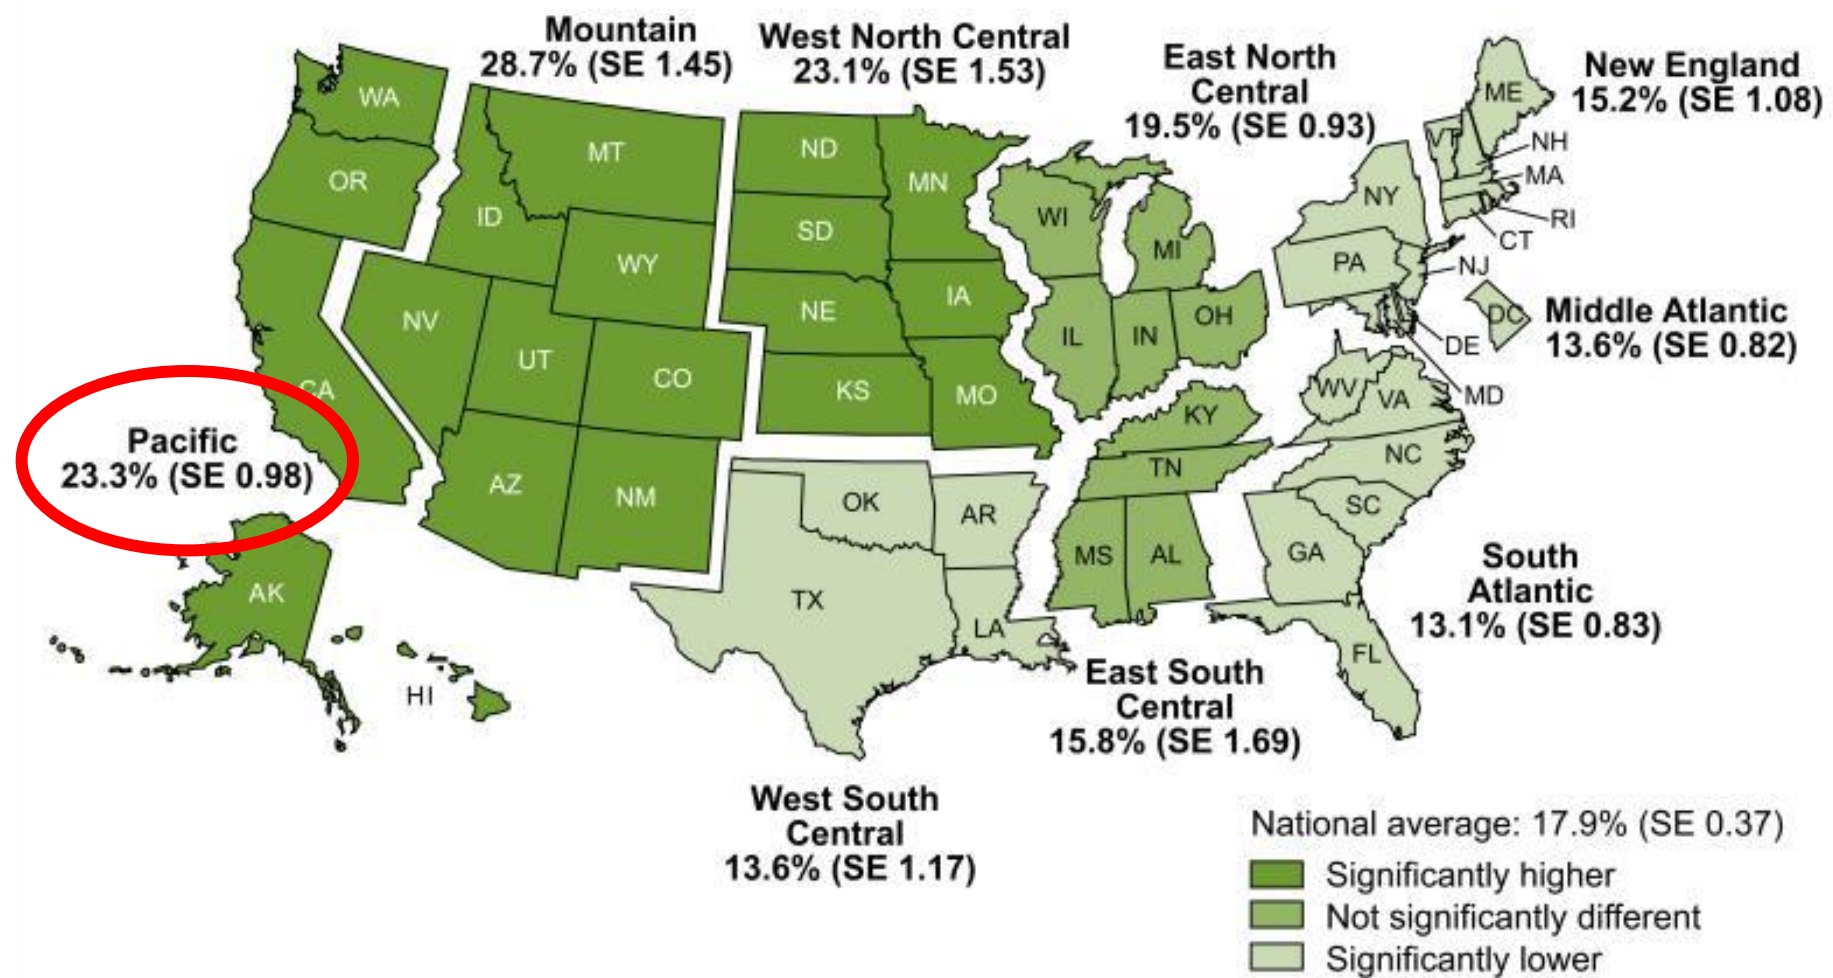 Mountain
28.7% (SE 1.45)
West North Central
23.1% (SE 1.53)
East North
Central
19.5% (SE 0.93)
New England
15.2% (SE 1.08)
Middle Atlantic
13.6% (SE 0.82)
Pacific
23.3% (SE 0.98)
South
Atlantic
13.1% (SE 0.83)
East South
Central
15.8% (SE 1.69)
West South
Central
13.6% (SE 1.17)
WA
OR
CA
AK
HI
MT
ID
WY
NV
UT
CO
AZ
NM
ND
MN
SD
IA
NE
KS
MO
WI
MI
IL
IN
OH
KY
TN
MS
AL
OK
AR
TX
LA
ME
VT
NH
MA
RI
CT
NY
PA
NJ
DC
DE
MD
WV
VA
NC
SC
GA
FL
National average: 17.9% (SE 0.37)
Significantly higher
Not significantly different
Significantly lower